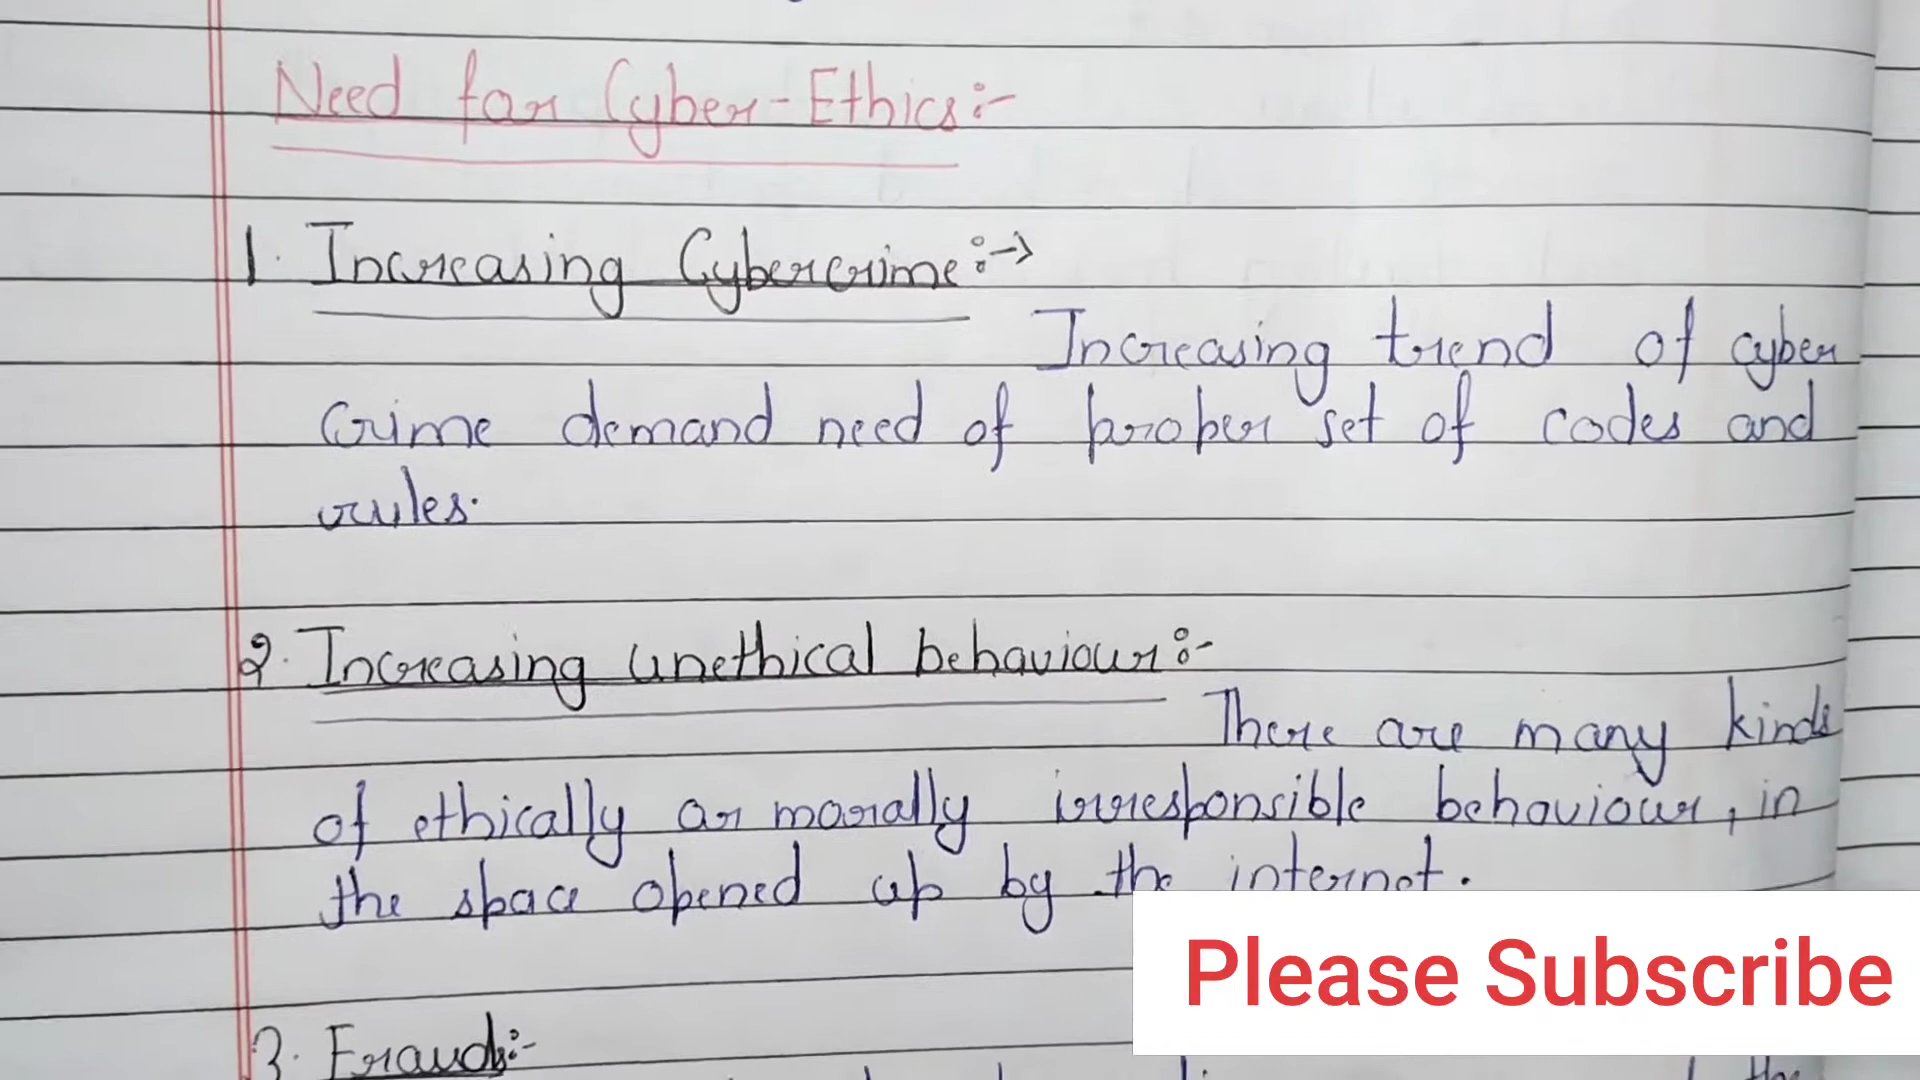 Need for Cyber-Ethics:-
1. Increasing Cybercrime:→
Increasing trend of cyber
crime demand need of proper set of codes and
rules.
2. Increasing unethical behaviour:-
There are many kinds
of ethically or morally irresponsible behaviour, in
the space opened up by the internet.
Please Subscribe
3. Frauds:-
the